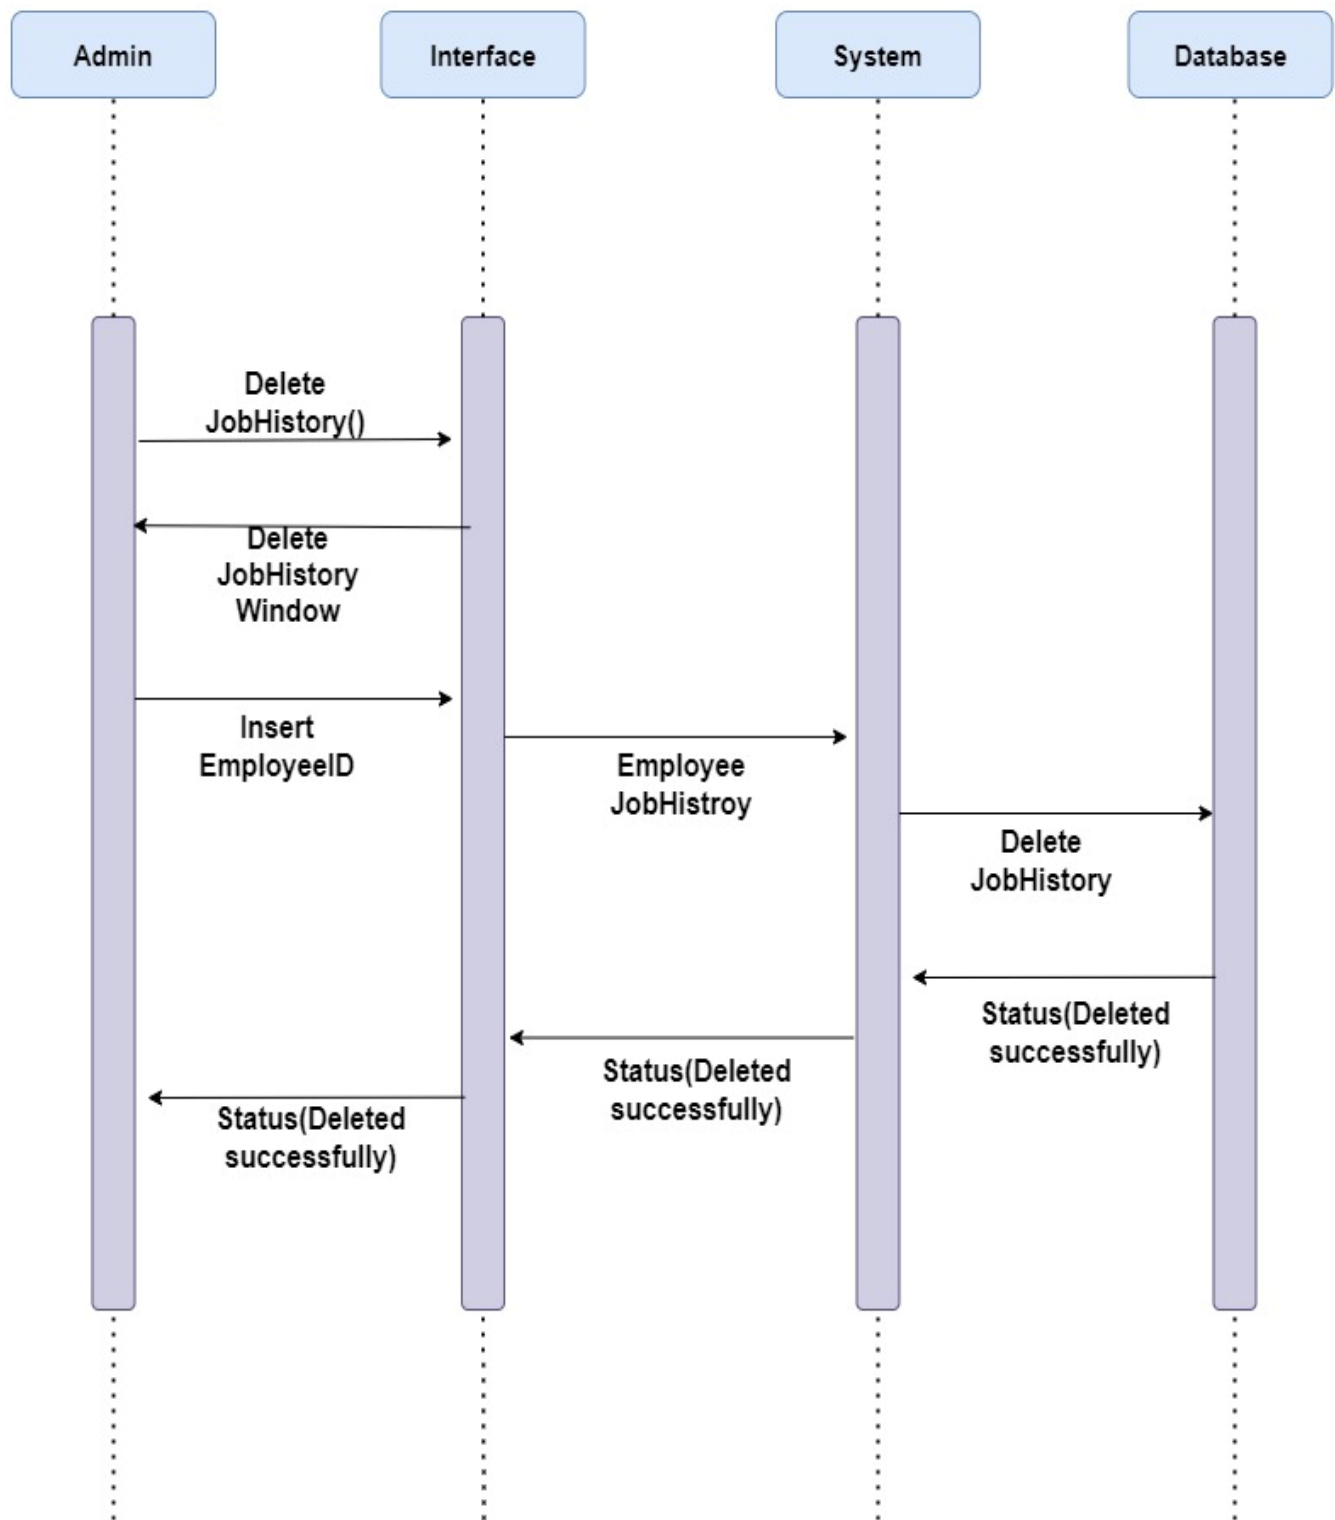 Admin
Interface
System
Database
Delete
JobHistory()
Delete
JobHistory
Window
Insert
EmployeeID
Employee
JobHistroy
Delete
JobHistory
Status(Deleted
successfully)
Status(Deleted
successfully)
Status(Deleted
successfully)